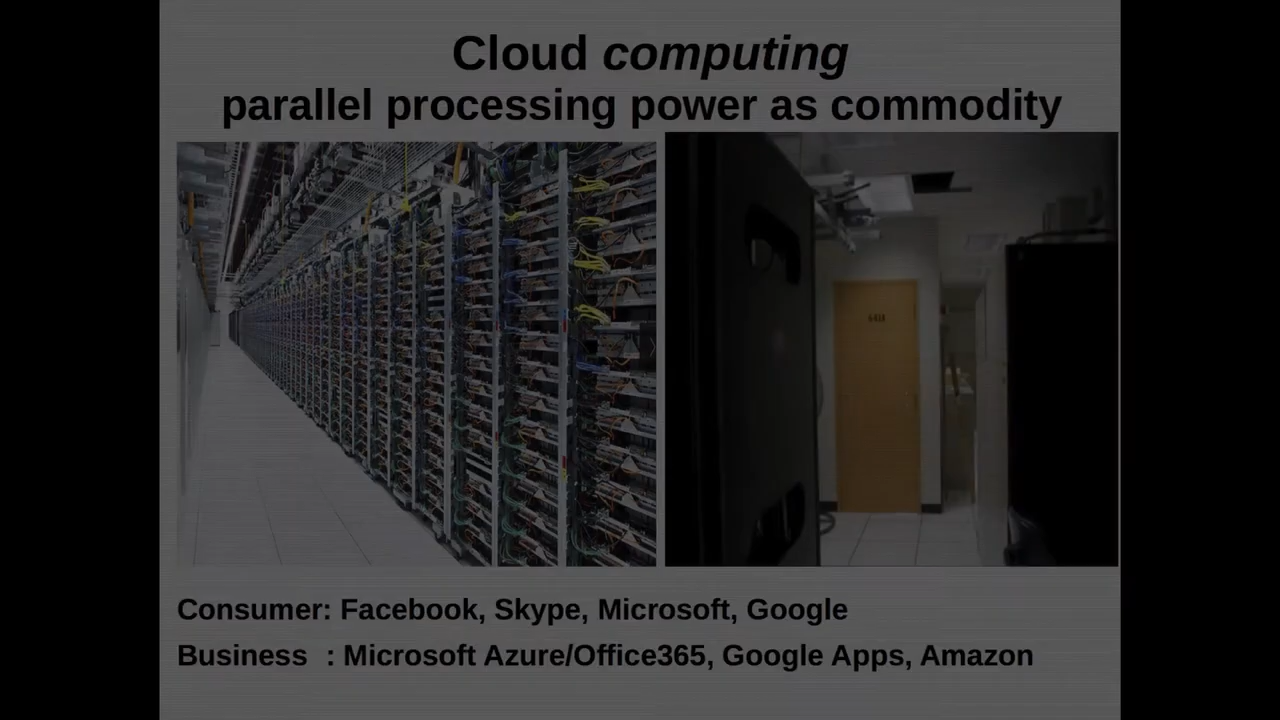 Cloud computing
parallel processing power as commodity
Consumer: Facebook, Skype, Microsoft, Google
Business : Microsoft Azure/Office365, Google Apps, Amazon